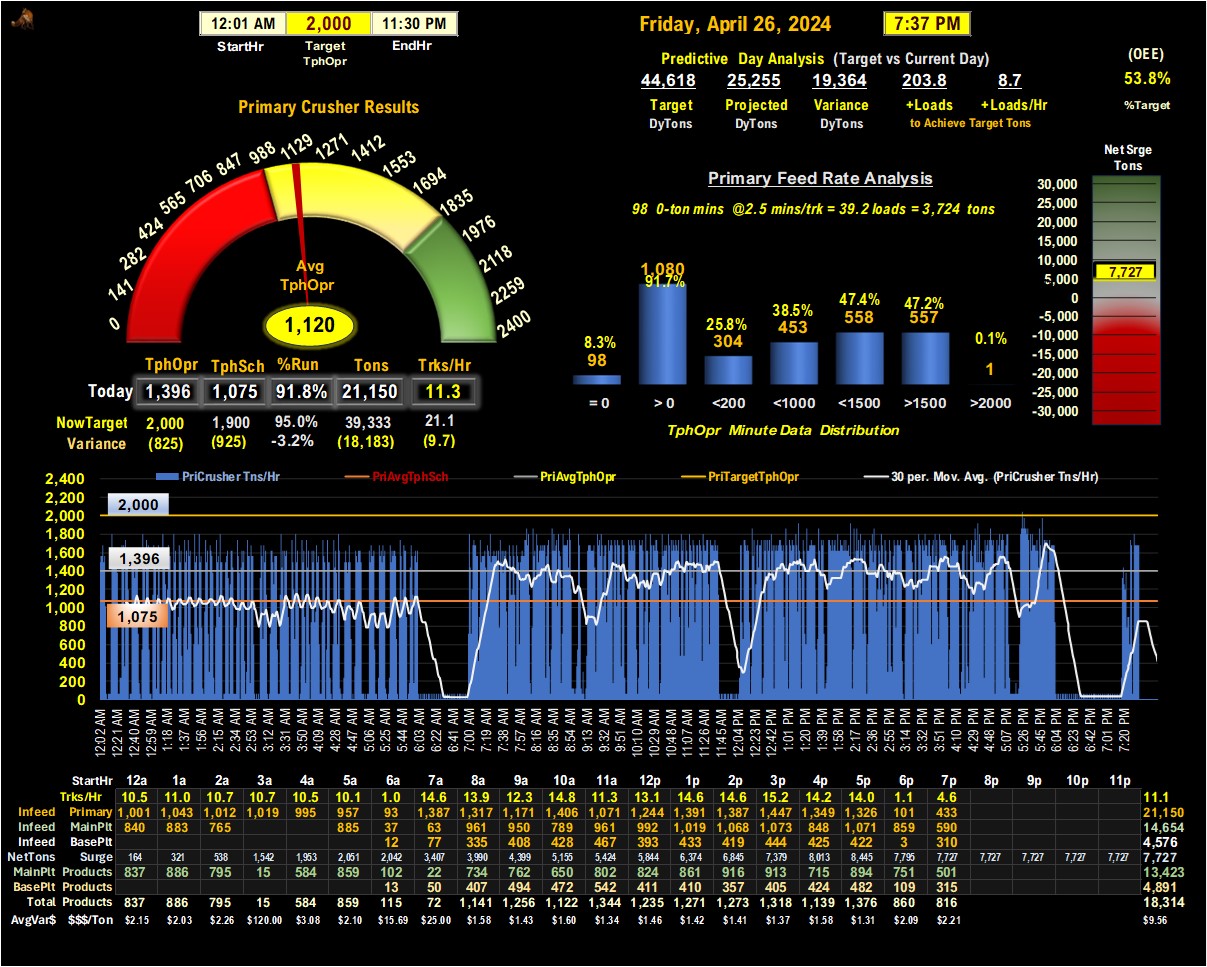 12:01 AM 2,000 11:30 PM
StartHr Target TphOpr EndHr
Friday, April 26, 2024 7:37 PM
Predictive Day Analysis (Target vs Current Day)
44,618 25,255 19,364 203.8 8.7
Target Projected Variance +Loads +Loads/Hr
DyTons DyTons DyTons to Achieve Target Tons
(OEE)
53.8%
%Target
Primary Crusher Results
0 141 282 424 565 706 847 988 1129 1271 1412 1553 1694 1835 1976 2118 2259 2400
Avg
TphOpr
1,120
TphOpr TphSch %Run Tons Trks/Hr
Today 1,396 1,075 91.8% 21,150 11.3
NowTarget 2,000 1,900 95.0% 39,333 21.1
Variance (825) (925) -3.2% (18,183) (9.7)
Primary Feed Rate Analysis
98 0-ton mins @2.5 mins/trk = 39.2 loads = 3,724 tons
8.3% 91.7% 25.8% 38.5% 47.4% 47.2% 0.1%
98 1,080 304 453 558 557 1
= 0 > 0 <200 <1000 <1500 >1500 >2000
TphOpr Minute Data Distribution
Net Srge
Tons
30,000
25,000
20,000
15,000
10,000
7,727
5,000
0
-5,000
-10,000
-15,000
-20,000
-25,000
-30,000
PriCrusher Tns/Hr PriAvgTphSch PriAvgTphOpr PriTargetTphOpr 30 per. Mov. Avg. (PriCrusher Tns/Hr)
2,400
2,200
2,000
1,800
1,600
1,400
1,200
1,000
800
600
400
200
0
2,000
1,396
1,075
12:02 AM 12:21 AM 12:40 AM 12:59 AM 1:18 AM 1:37 AM 1:56 AM 2:15 AM 2:34 AM 2:53 AM 3:12 AM 3:31 AM 3:50 AM 4:09 AM 4:28 AM 4:47 AM 5:06 AM 5:25 AM 5:44 AM 6:03 AM 6:22 AM 6:41 AM 7:00 AM 7:19 AM 7:38 AM 7:57 AM 8:16 AM 8:35 AM 8:54 AM 9:13 AM 9:32 AM 9:51 AM 10:10 AM 10:29 AM 10:48 AM 11:07 AM 11:26 AM 11:45 AM 12:04 PM 12:23 PM 12:42 PM 1:01 PM 1:20 PM 1:39 PM 1:58 PM 2:17 PM 2:36 PM 2:55 PM 3:14 PM 3:32 PM 3:51 PM 4:10 PM 4:29 PM 4:48 PM 5:07 PM 5:26 PM 5:45 PM 6:04 PM 6:23 PM 6:42 PM 7:01 PM 7:20 PM
StartHr 12a 1a 2a 3a 4a 5a 6a 7a 8a 9a 10a 11a 12p 1p 2p 3p 4p 5p 6p 7p 8p 9p 10p 11p
Trks/Hr 10.5 11.0 10.7 10.7 10.5 10.1 1.0 14.6 13.9 12.3 14.8 11.3 13.1 14.6 14.6 15.2 14.2 14.0 1.1 4.6 11.1
Infeed Primary 1,001 1,043 1,012 1,019 995 957 93 1,387 1,317 1,171 1,406 1,071 1,244 1,391 1,387 1,447 1,349 1,326 101 433 21,150
Infeed MainPlt 840 883 765 885 37 63 961 950 789 961 992 1,019 1,068 1,073 848 1,071 859 590 14,654
Infeed BasePlt 12 77 335 408 428 467 393 433 419 444 425 422 3 310 4,576
NetTons Surge 164 321 538 1,542 1,953 2,051 2,042 3,407 3,990 4,399 5,155 5,424 5,844 6,374 6,845 7,379 8,013 8,445 7,795 7,727 7,727 7,727 7,727 7,727 7,727
MainPlt Products 837 886 795 15 584 859 102 22 734 762 650 802 824 861 916 913 715 894 751 501 13,423
BasePlt Products 13 50 407 494 472 542 411 410 357 405 424 482 109 315 4,891
Total Products 837 886 795 15 584 859 115 72 1,141 1,256 1,122 1,344 1,235 1,271 1,273 1,318 1,139 1,376 860 816 18,314
AvgVar$ $$$/Ton $2.15 $2.03 $2.26 $120.00 $3.08 $2.10 $15.69 $25.00 $1.58 $1.43 $1.60 $1.34 $1.46 $1.42 $1.41 $1.37 $1.58 $1.31 $2.09 $2.21 $9.56